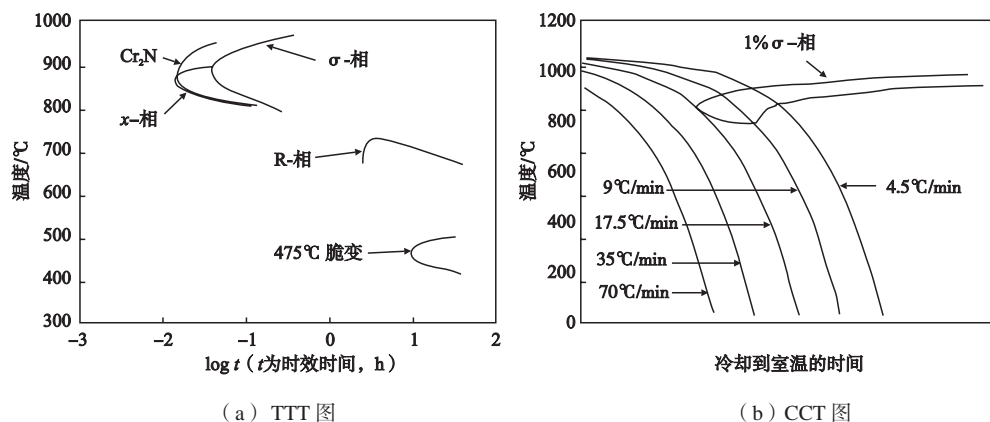 1000
900
800
700
600
500
400
300
温度/℃
Cr₂N
σ-相
x-相
R-相
475℃ 脆变
-3
-2
-1
0
1
2
log t（t为时效时间，h）
（a）TTT 图
1200
1000
800
600
400
200
0
温度/℃
1% σ-相
9℃/min
4.5℃/min
17.5℃/min
35℃/min
70℃/min
冷却到室温的时间
（b）CCT 图